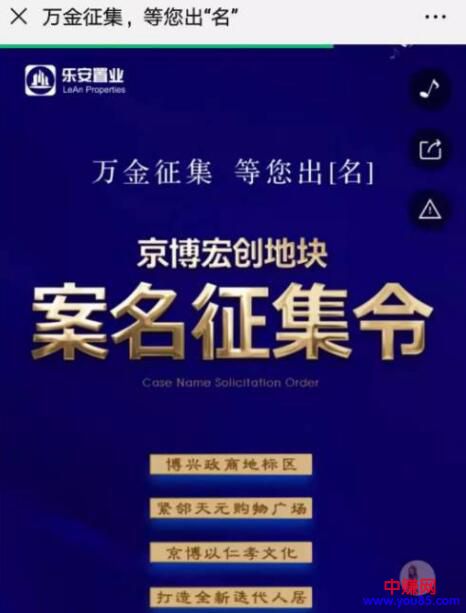 万金征集，等您出“名”
乐安置业
LeAn Properties
万金征集 等您出[名]
京博宏创地块
案名征集令
Case Name Solicitation Order
博兴政商地标区
紧邻天元购物广场
京博以仁孝文化
打造全新迭代人居
中赚网
www.you85.com